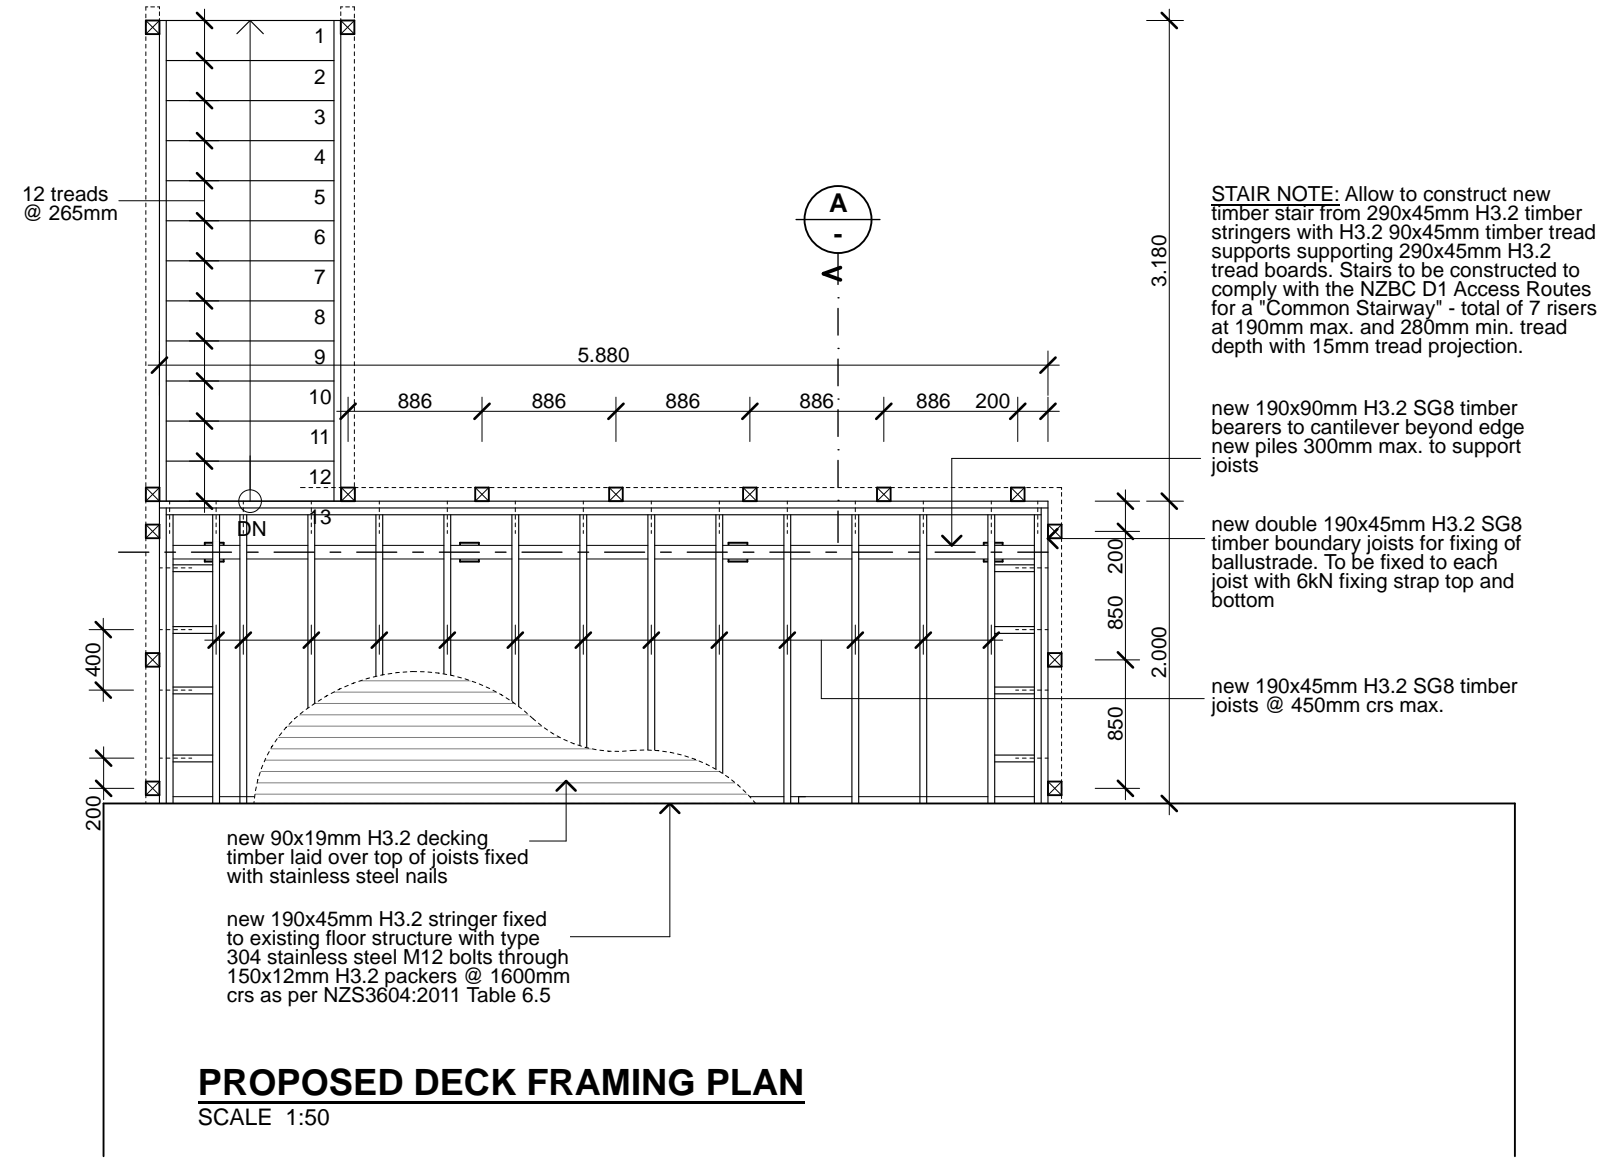 1
2
3
4
5
6
7
8
9
10
11
12
13
DN
12 treads
@ 265mm
A
-
A
5.880
886
886
886
886
886
200
3.180
2.000
200
850
850
400
200
STAIR NOTE: Allow to construct new
timber stair from 290x45mm H3.2 timber
stringers with H3.2 90x45mm timber tread
supports supporting 290x45mm H3.2
tread boards. Stairs to be constructed to
comply with the NZBC D1 Access Routes
for a "Common Stairway" - total of 7 risers
at 190mm max. and 280mm min. tread
depth with 15mm tread projection.
new 190x90mm H3.2 SG8 timber
bearers to cantilever beyond edge
new piles 300mm max. to support
joists
new double 190x45mm H3.2 SG8
timber boundary joists for fixing of
ballustrade. To be fixed to each
joist with 6kN fixing strap top and
bottom
new 190x45mm H3.2 SG8 timber
joists @ 450mm crs max.
new 90x19mm H3.2 decking
timber laid over top of joists fixed
with stainless steel nails
new 190x45mm H3.2 stringer fixed
to existing floor structure with type
304 stainless steel M12 bolts through
150x12mm H3.2 packers @ 1600mm
crs as per NZS3604:2011 Table 6.5
PROPOSED DECK FRAMING PLAN
SCALE 1:50